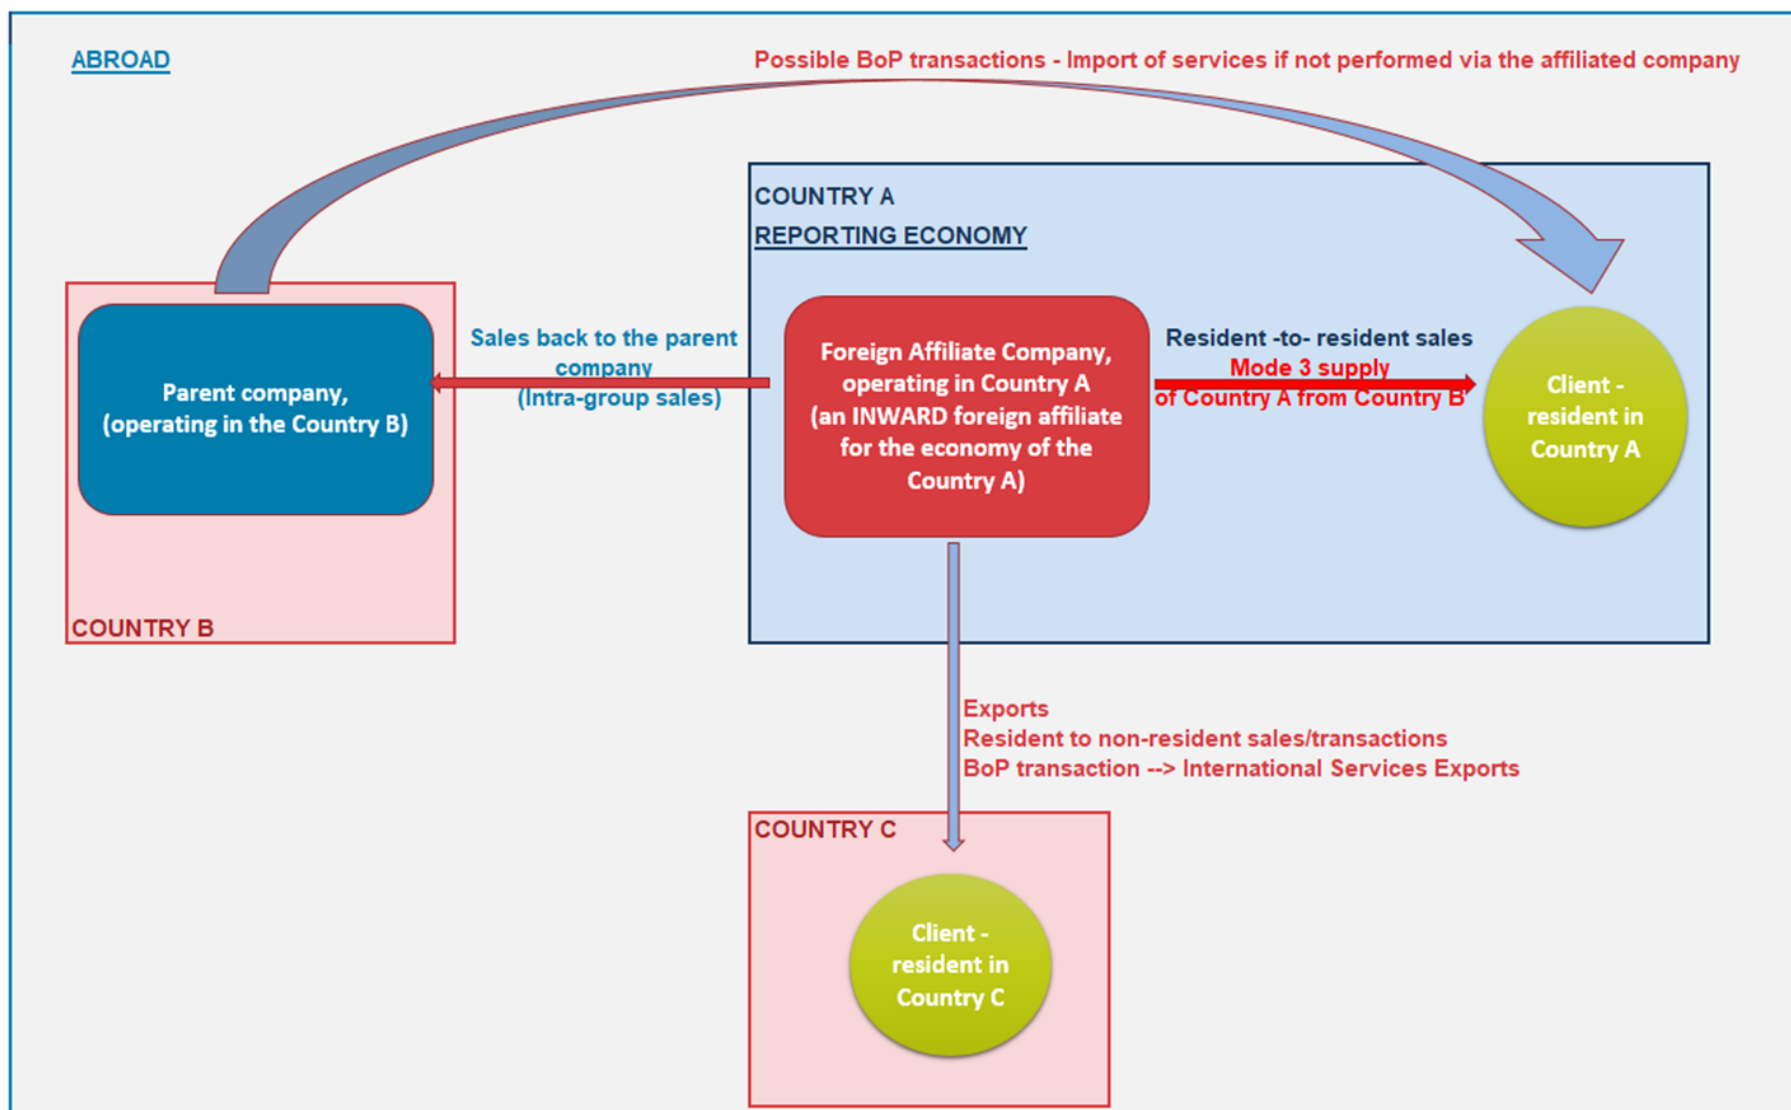 ABROAD
Possible BoP transactions - Import of services if not performed via the affiliated company
COUNTRY A
REPORTING ECONOMY
Parent company,
(operating in the Country B)
COUNTRY B
Sales back to the parent
company
(Intra-group sales)
Foreign Affiliate Company,
operating in Country A
(an INWARD foreign affiliate
for the economy of the
Country A)
Resident -to- resident sales
Mode 3 supply
of Country A from Country B
Client -
resident in
Country A
Exports
Resident to non-resident sales/transactions
BoP transaction --> International Services Exports
COUNTRY C
Client -
resident in
Country C